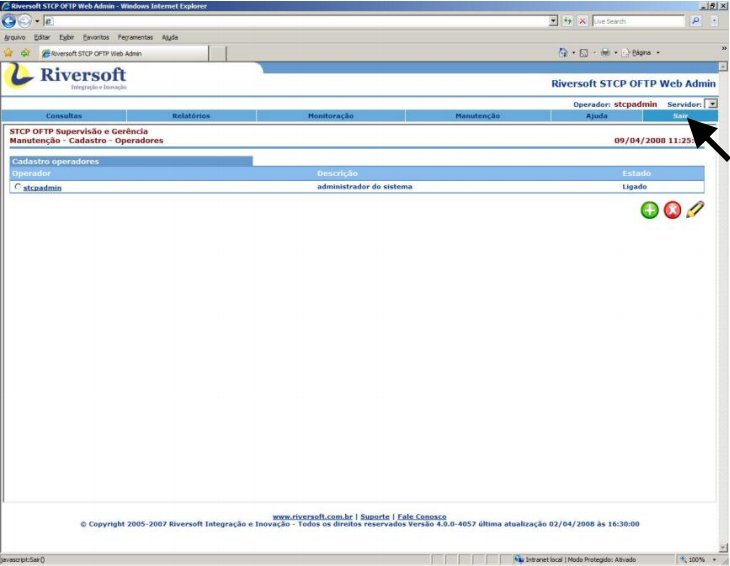 Riversoft STCP OFTP Web Admin - Windows Internet Explorer
Live Search
Arquivo Editar Exibir Favoritos Ferramentas Ajuda
Riversoft STCP OFTP Web Admin
Página
Riversoft
Integração e Inovação
Riversoft STCP OFTP Web Admin
Operador: stcpadmin Servidor:
Consultas Relatórios Monitoração Manutenção Ajuda Sair
STCP OFTP Supervisão e Gerência
Manutenção - Cadastro - Operadores
09/04/2008 11:25:
Cadastro operadores
Operador Descrição Estado
stcpadmin administrador do sistema Ligado
www.riversoft.com.br | Suporte | Fale Conosco
© Copyright 2005-2007 Riversoft Integração e Inovação - Todos os direitos reservados Versão 4.0.0-4057 última atualização 02/04/2008 às 16:30:00
javascript:Sair()
Intranet local | Modo Protegido: Ativado
100%